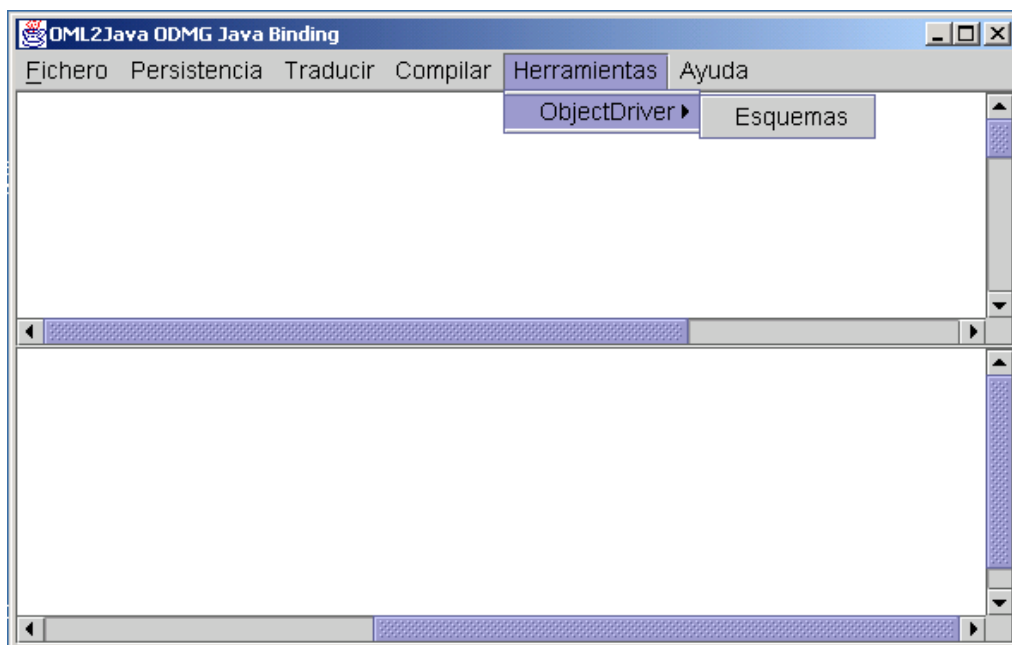 OML2Java ODMG Java Binding
Fichero Persistencia Traducir Compilar Herramientas Ayuda
ObjectDriver Esquemas